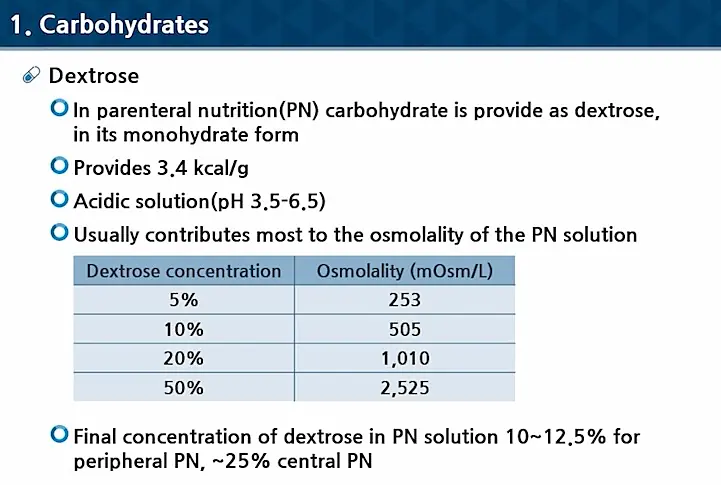 1. Carbohydrates
Dextrose
In parenteral nutrition(PN) carbohydrate is provide as dextrose,
in its monohydrate form
Provides 3.4 kcal/g
Acidic solution(pH 3.5-6.5)
Usually contributes most to the osmolality of the PN solution
Dextrose concentration Osmolality (mOsm/L)
5% 253
10% 505
20% 1,010
50% 2,525
Final concentration of dextrose in PN solution 10~12.5% for
peripheral PN, ~25% central PN